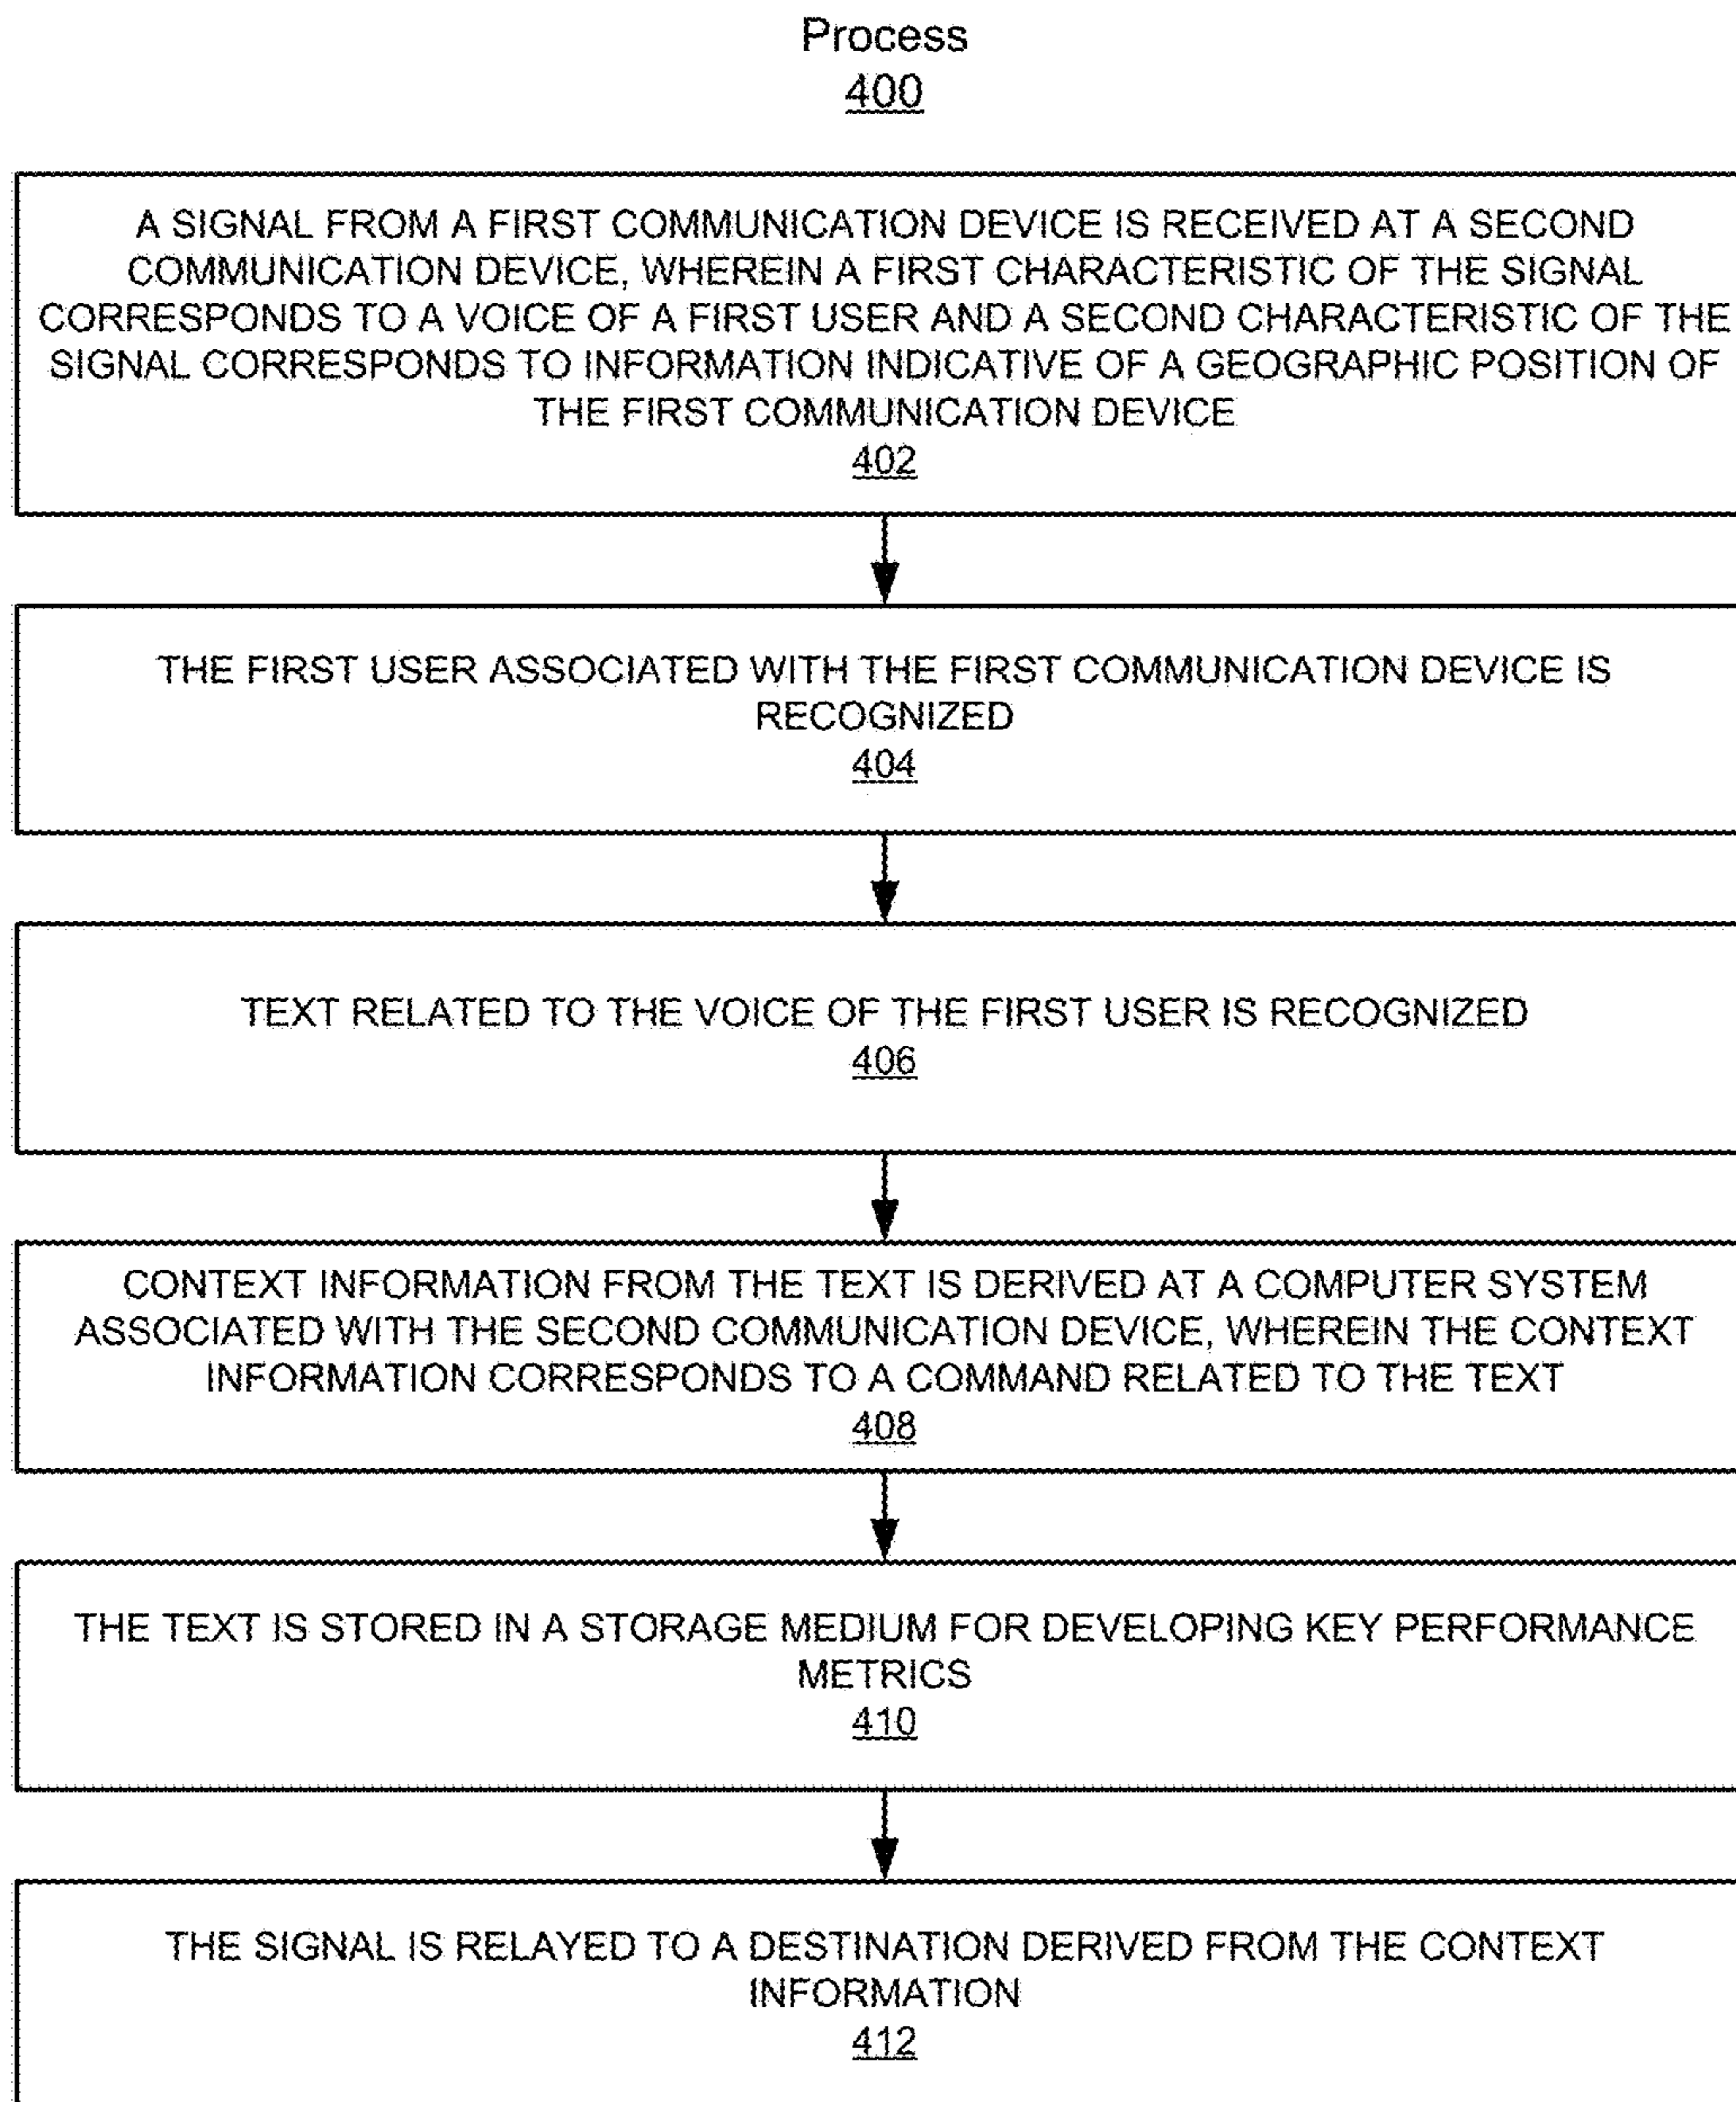 Process
400
A SIGNAL FROM A FIRST COMMUNICATION DEVICE IS RECEIVED AT A SECOND
COMMUNICATION DEVICE, WHEREIN A FIRST CHARACTERISTIC OF THE SIGNAL
CORRESPONDS TO A VOICE OF A FIRST USER AND A SECOND CHARACTERISTIC OF THE
SIGNAL CORRESPONDS TO INFORMATION INDICATIVE OF A GEOGRAPHIC POSITION OF
THE FIRST COMMUNICATION DEVICE
402
THE FIRST USER ASSOCIATED WITH THE FIRST COMMUNICATION DEVICE IS
RECOGNIZED
404
TEXT RELATED TO THE VOICE OF THE FIRST USER IS RECOGNIZED
406
CONTEXT INFORMATION FROM THE TEXT IS DERIVED AT A COMPUTER SYSTEM
ASSOCIATED WITH THE SECOND COMMUNICATION DEVICE, WHEREIN THE CONTEXT
INFORMATION CORRESPONDS TO A COMMAND RELATED TO THE TEXT
408
THE TEXT IS STORED IN A STORAGE MEDIUM FOR DEVELOPING KEY PERFORMANCE
METRICS
410
THE SIGNAL IS RELAYED TO A DESTINATION DERIVED FROM THE CONTEXT
INFORMATION
412